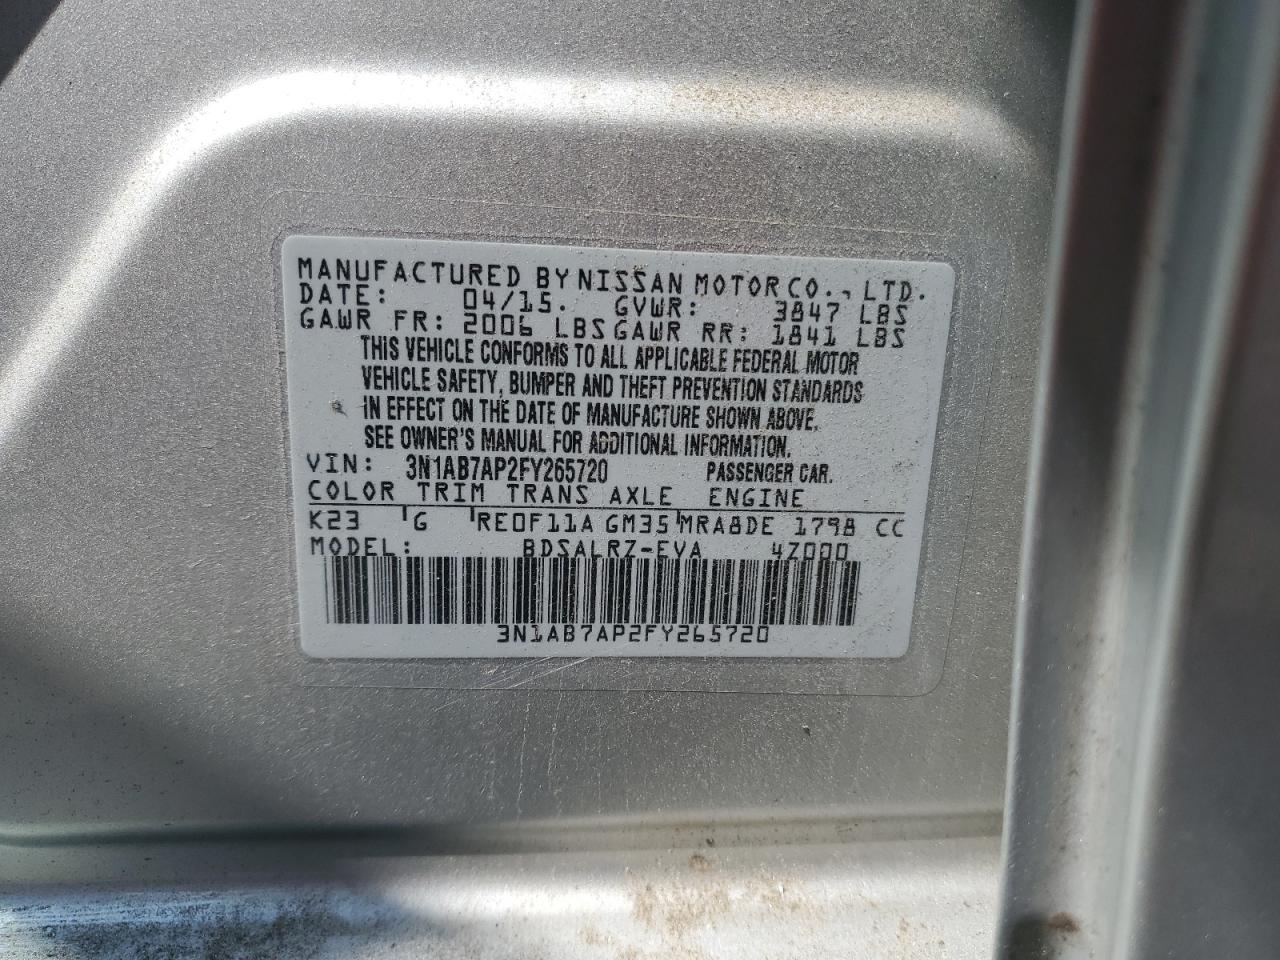 MANUFACTURED BY NISSAN MOTOR CO., LTD.
DATE: 04/15. GVWR: 3847 LBS
GAWR FR: 2006 LBS GAWR RR: 1841 LBS
THIS VEHICLE CONFORMS TO ALL APPLICABLE FEDERAL MOTOR
VEHICLE SAFETY, BUMPER AND THEFT PREVENTION STANDARDS
IN EFFECT ON THE DATE OF MANUFACTURE SHOWN ABOVE.
SEE OWNER'S MANUAL FOR ADDITIONAL INFORMATION.
VIN: 3N1AB7AP2FY265720 PASSENGER CAR.
COLOR TRIM TRANS AXLE ENGINE
K23 G RE0F11A GM35 MRA8DE 1798 CC
MODEL: BDSALRZ-EVA 4Z000
3N1AB7AP2FY265720